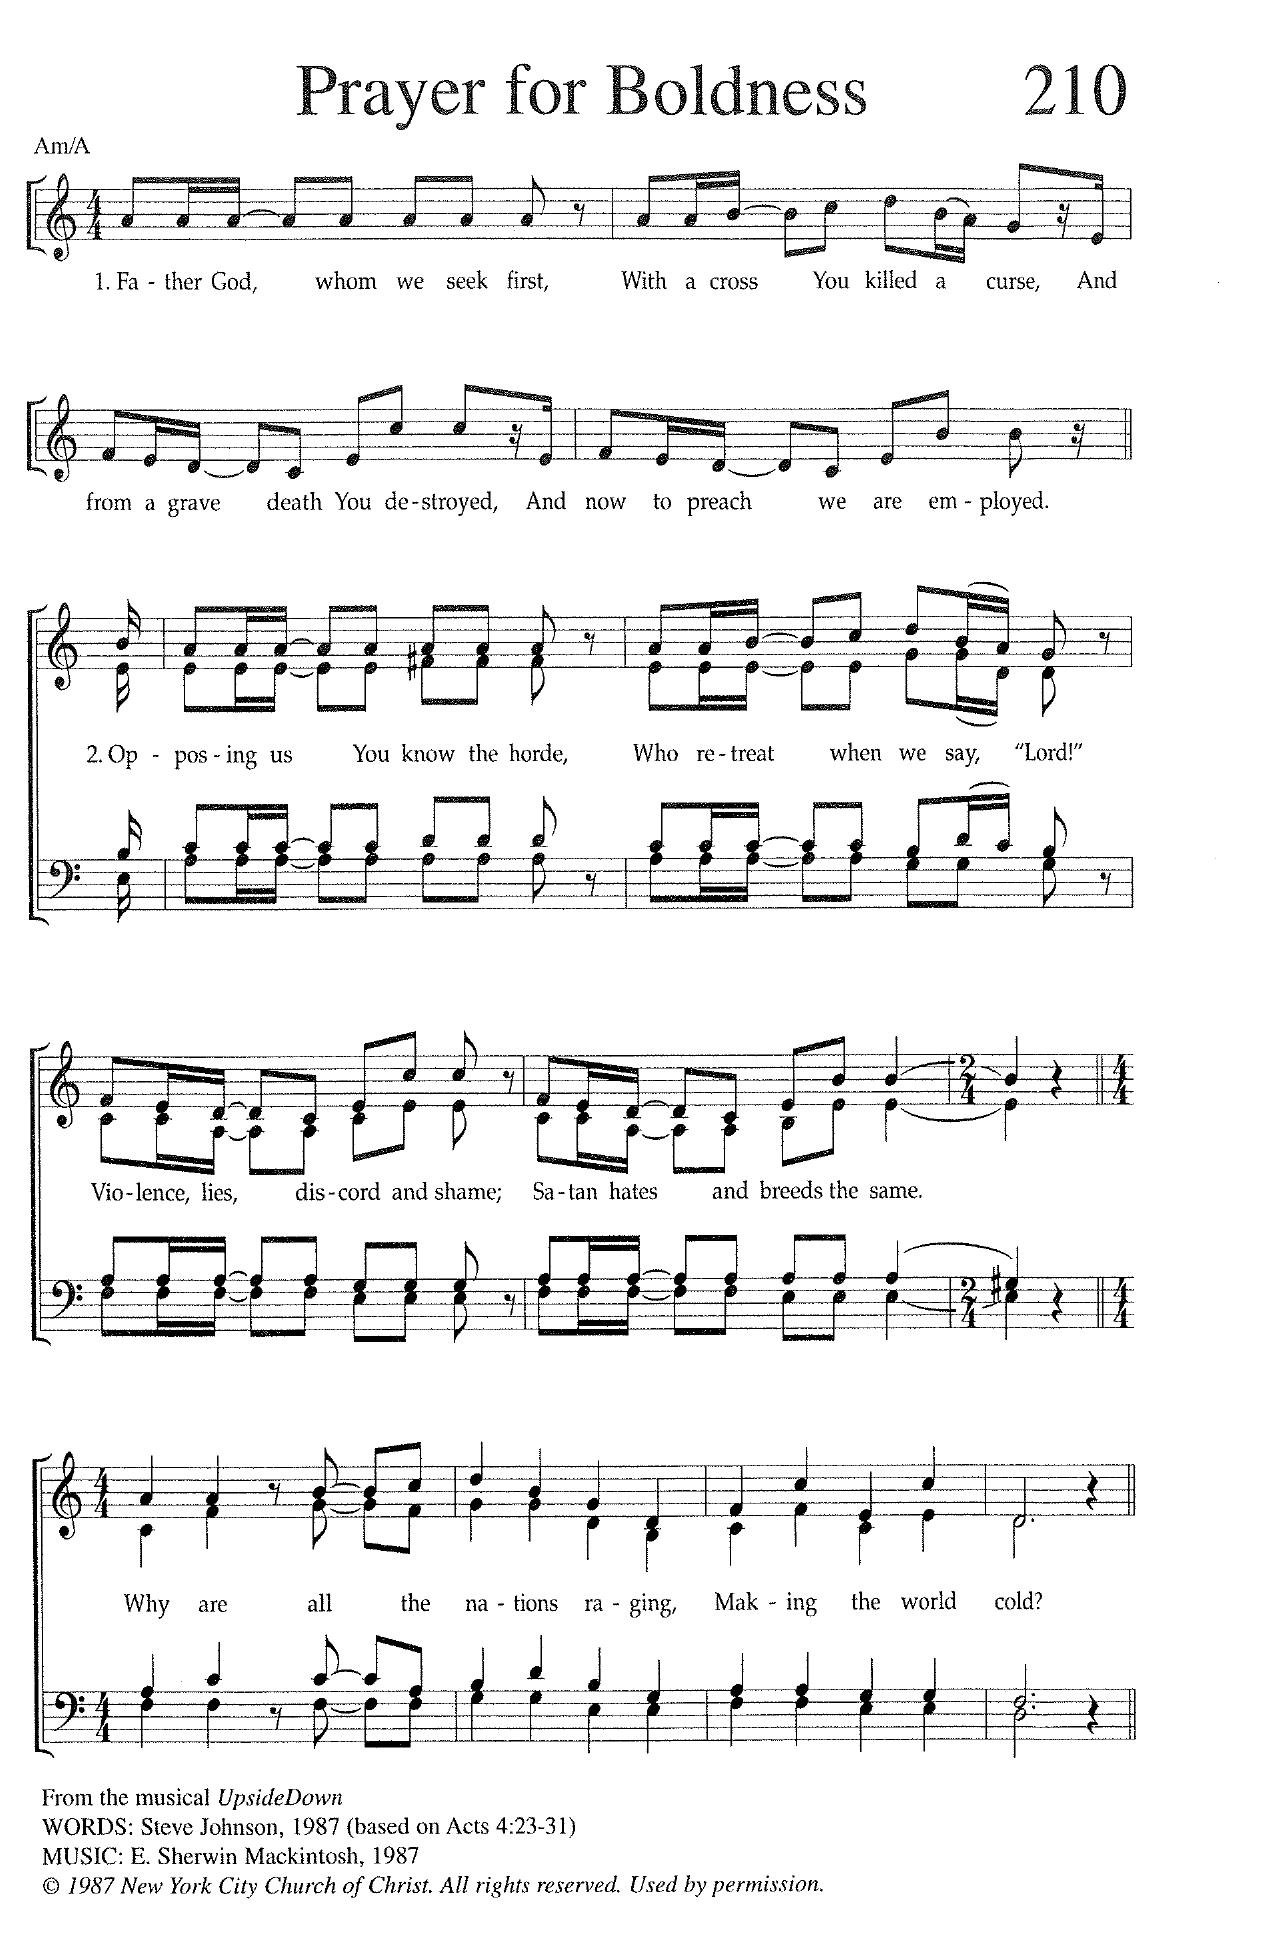 Prayer for Boldness 210
Am/A
1. Fa - ther God, whom we seek first, With a cross You killed a curse, And
from a grave death You de - stroyed, And now to preach we are em - ployed.
2. Op - pos - ing us You know the horde, Who re - treat when we say, “Lord!”
Vio - lence, lies, dis - cord and shame; Sa - tan hates and breeds the same.
Why are all the na - tions ra - ging, Mak - ing the world cold?
From the musical UpsideDown
WORDS: Steve Johnson, 1987 (based on Acts 4:23-31)
MUSIC: E. Sherwin Mackintosh, 1987
© 1987 New York City Church of Christ. All rights reserved. Used by permission.